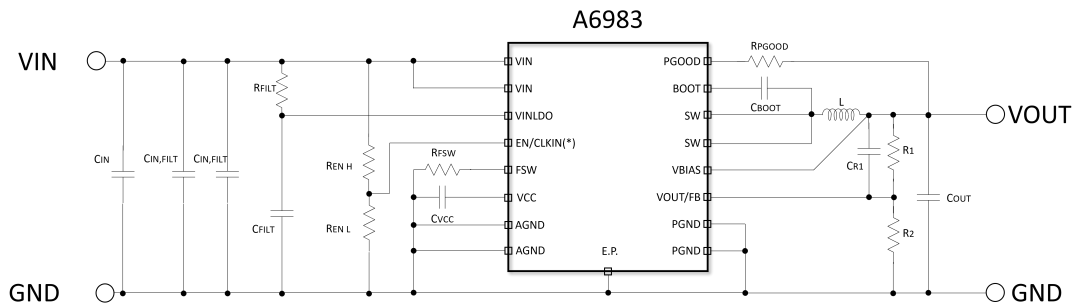 A6983
VIN
VIN
VIN
VINLDO
EN/CLKIN(*)
FSW
VCC
AGND
AGND
E.P.
PGOOD
BOOT
SW
SW
VBIAS
VOUT/FB
PGND
PGND
CIN
CIN,FILT
CIN,FILT
RFILT
CFILT
REN H
REN L
RFSW
CVCC
RPGOOD
CBOOT
L
CR1
R1
R2
COUT
VOUT
GND
GND